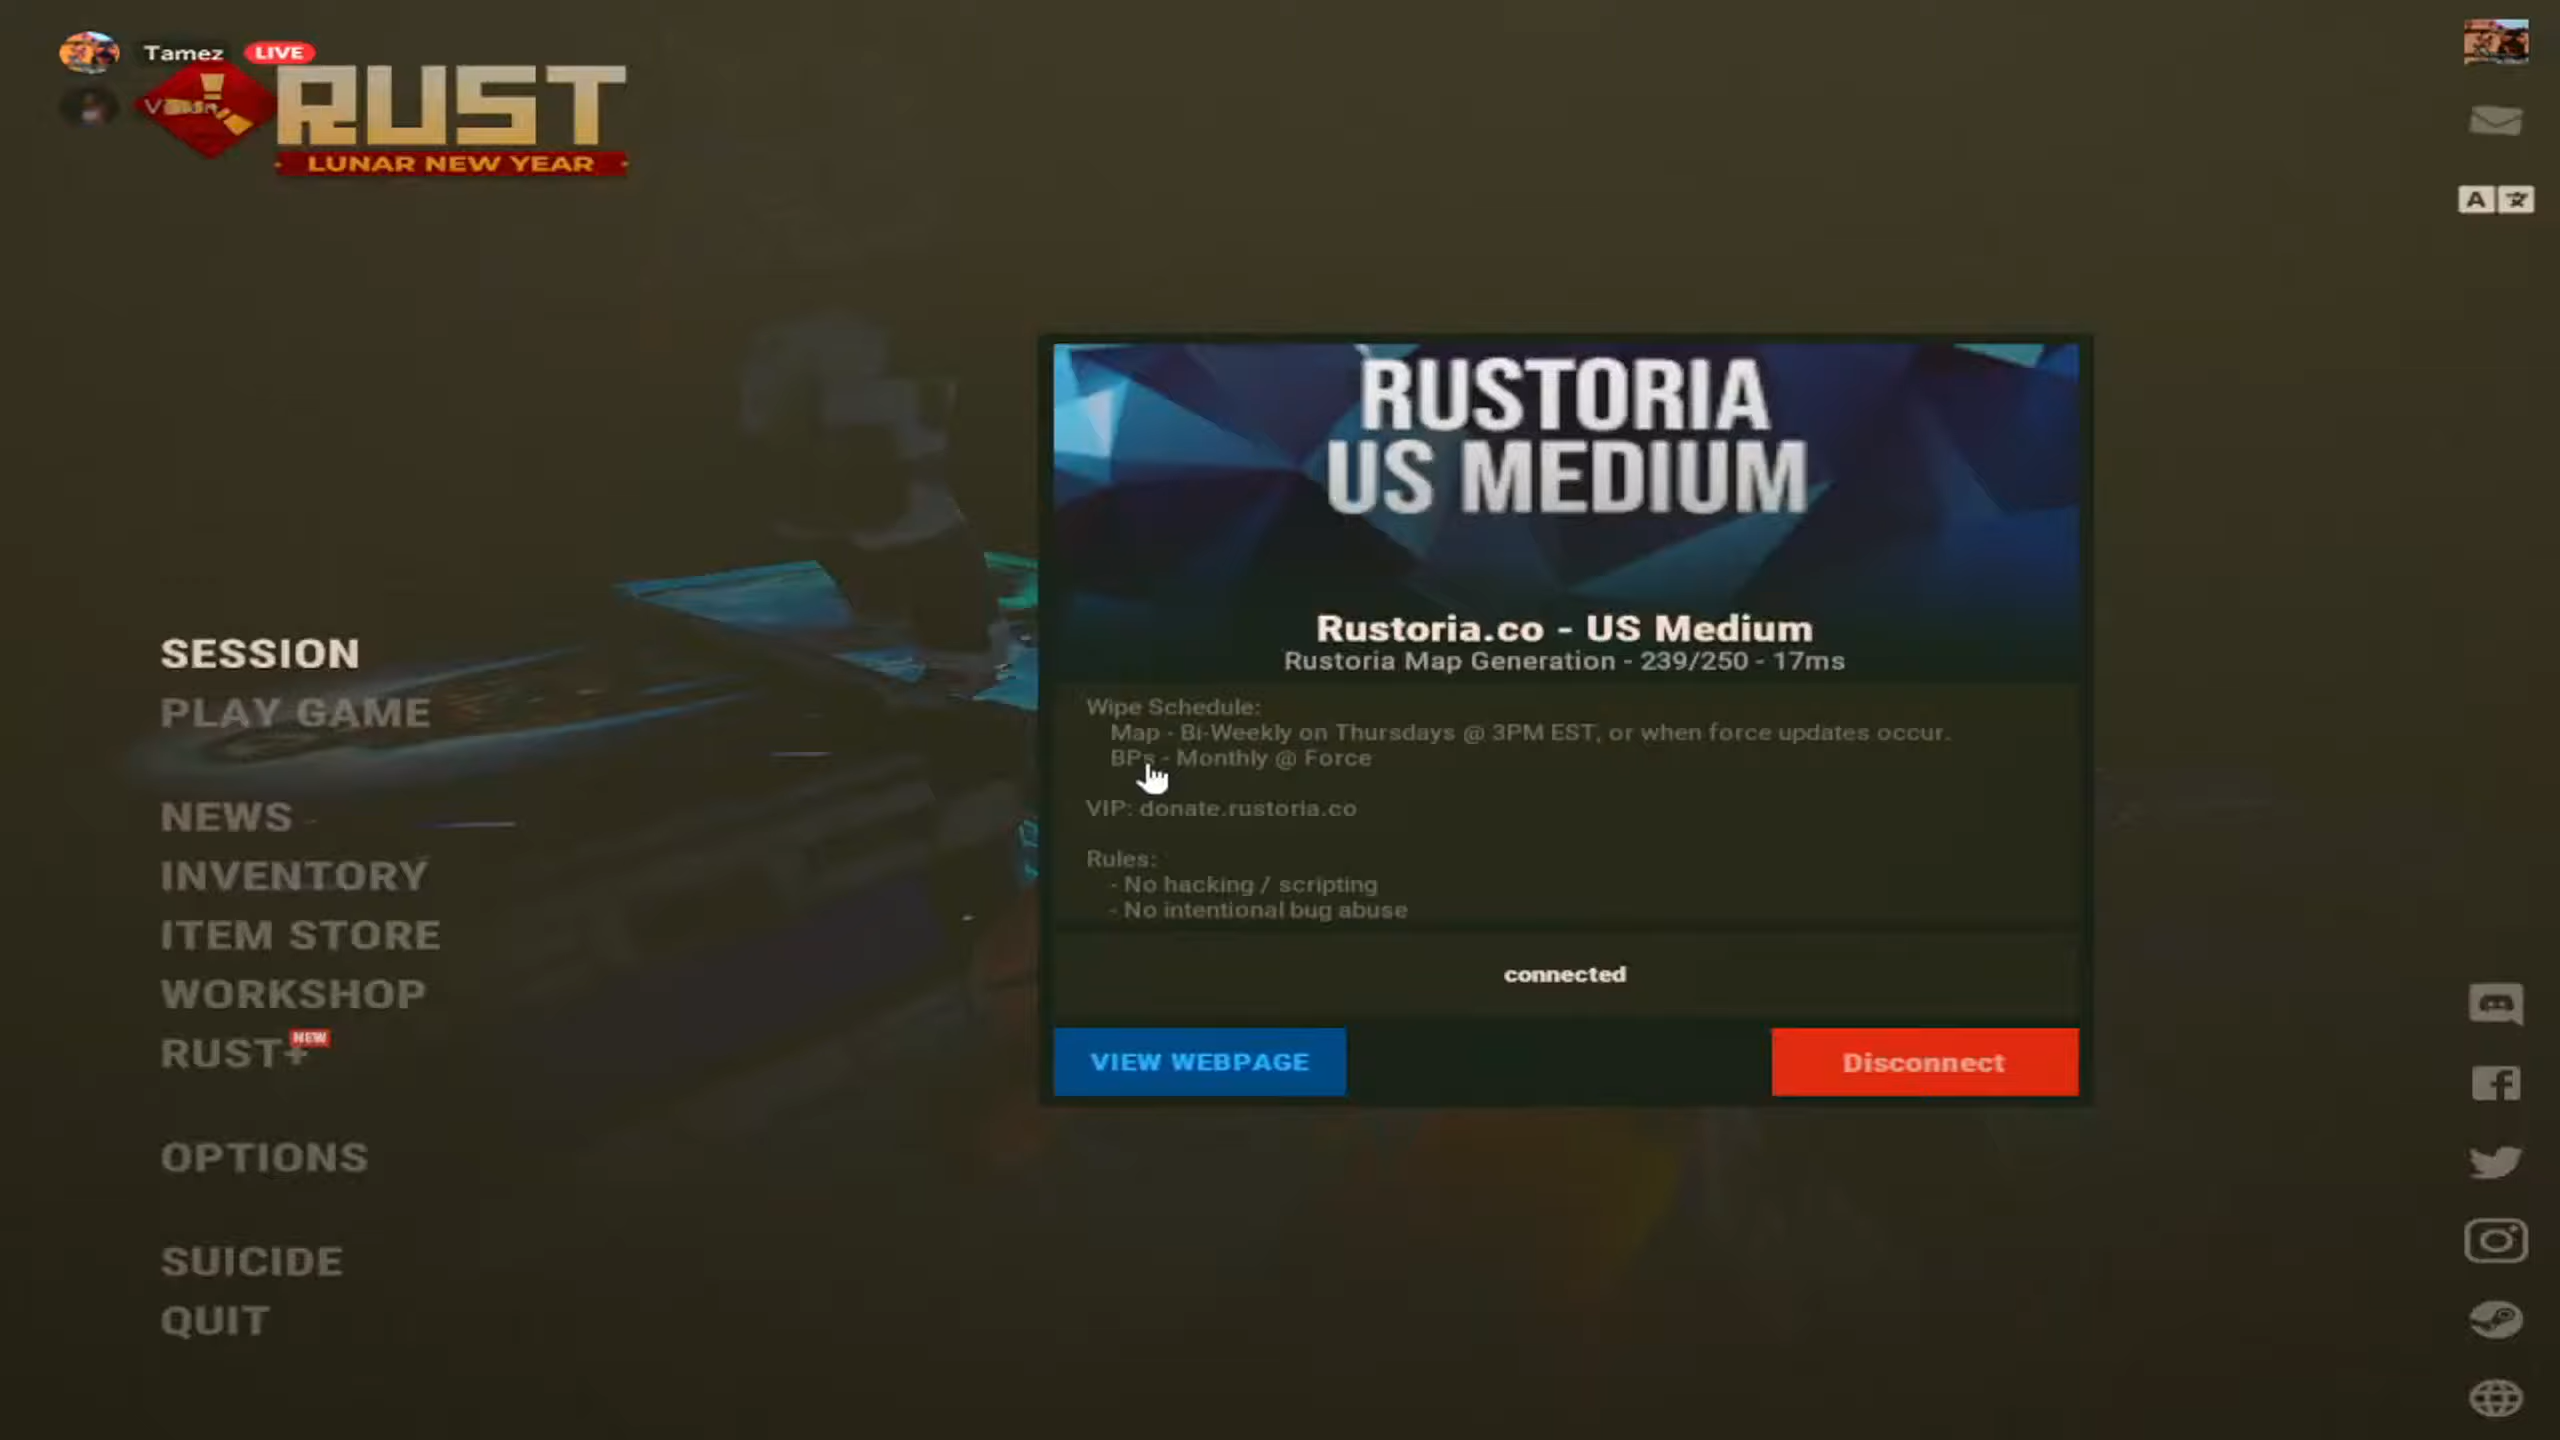 Tamez LIVE
RUST
LUNAR NEW YEAR
A
RUSTORIA
US MEDIUM
Rustoria.co - US Medium
Rustoria Map Generation - 239/250 - 17ms
Wipe Schedule:
Map - Bi-Weekly on Thursdays @ 3PM EST, or when force updates occur.
BPs - Monthly @ Force
VIP: donate.rustoria.co
Rules:
- No hacking / scripting
- No intentional bug abuse
connected
VIEW WEBPAGE
Disconnect
SESSION
PLAY GAME
NEWS
INVENTORY
ITEM STORE
WORKSHOP
RUST+ NEW
OPTIONS
SUICIDE
QUIT